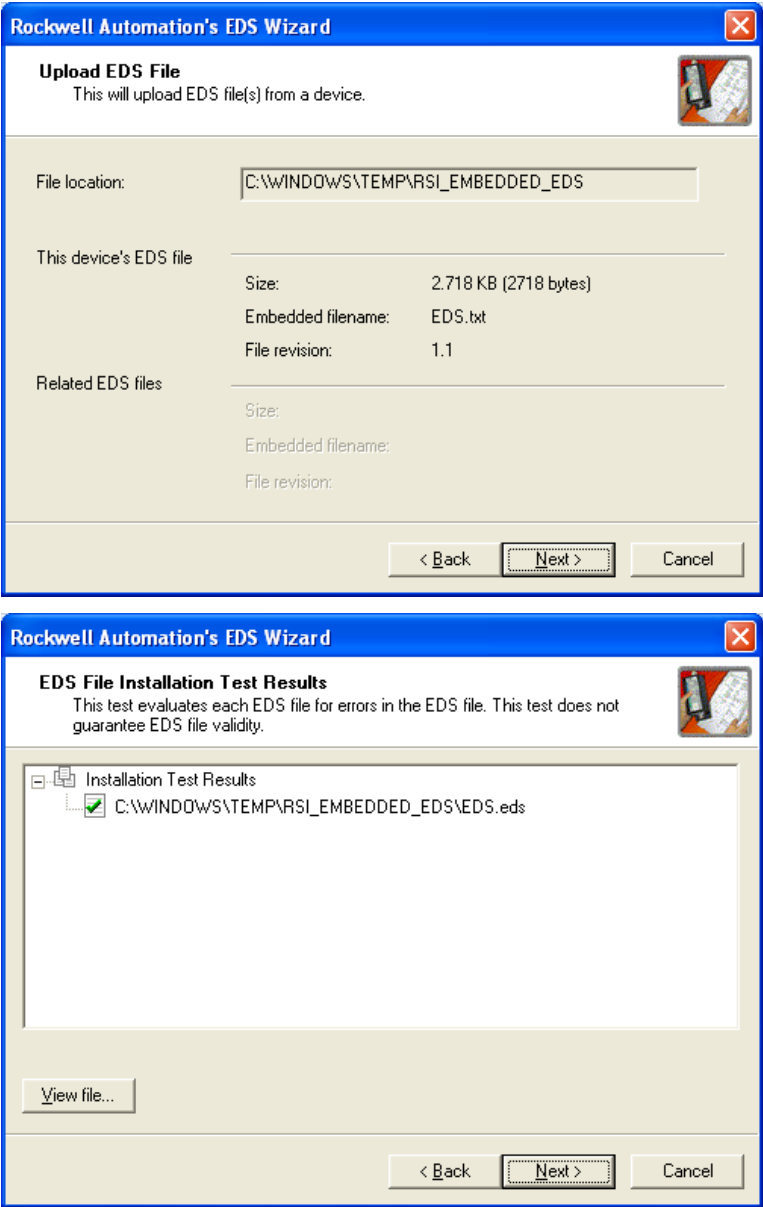 Rockwell Automation's EDS Wizard
Upload EDS File
This will upload EDS file(s) from a device.
File location: C:\WINDOWS\TEMP\RSI_EMBEDDED_EDS
This device's EDS file
Size: 2.718 KB (2718 bytes)
Embedded filename: EDS.txt
File revision: 1.1
Related EDS files
Size:
Embedded filename:
File revision:
< Back Next > Cancel
Rockwell Automation's EDS Wizard
EDS File Installation Test Results
This test evaluates each EDS file for errors in the EDS file. This test does not
guarantee EDS file validity.
Installation Test Results
C:\WINDOWS\TEMP\RSI_EMBEDDED_EDS\EDS.eds
View file...
< Back Next > Cancel